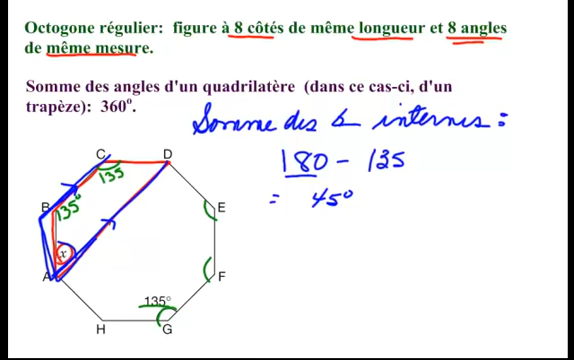 Octogone régulier: figure à 8 côtés de même longueur et 8 angles
de même mesure.
Somme des angles d'un quadrilatère (dans ce cas-ci, d'un
trapèze): 360°.
Somme des ∠ internes :
180 - 135
= 45°
C D
135
B 135° E
x
A F
135°
H G